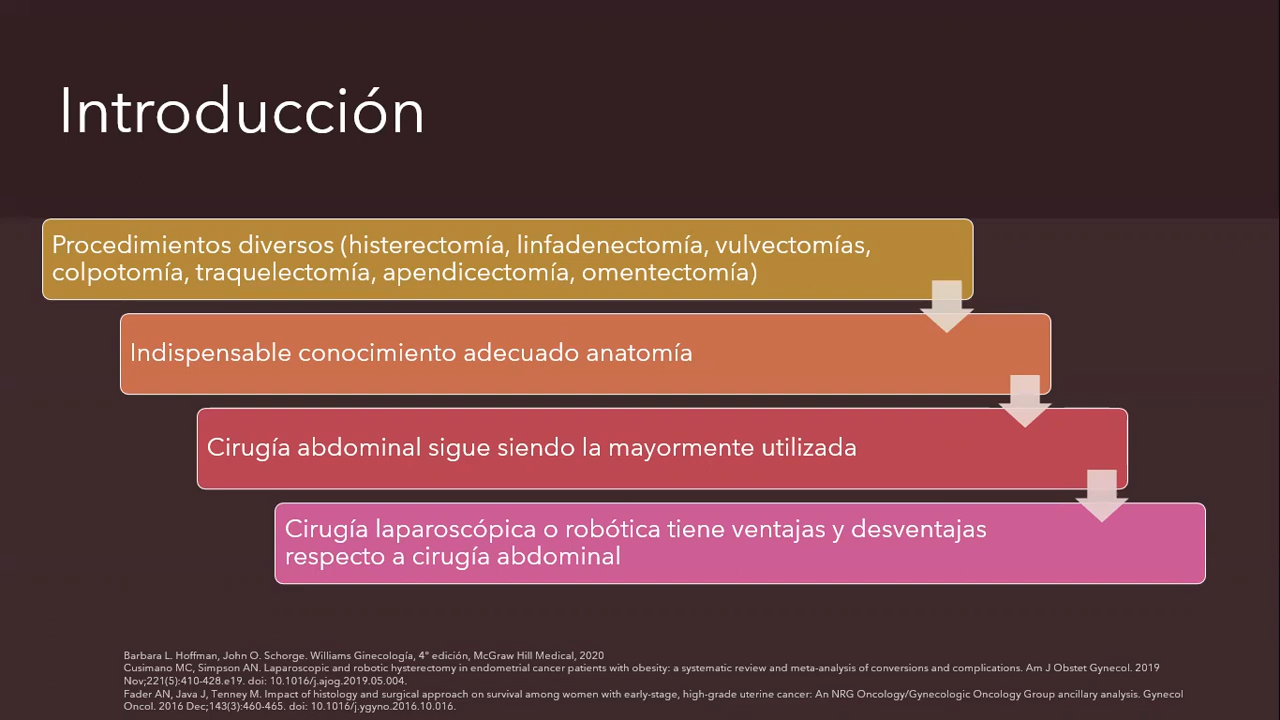 Introducción
Procedimientos diversos (histerectomía, linfadenectomía, vulvectomías,
colpotomía, traquelectomía, apendicectomía, omentectomía)
Indispensable conocimiento adecuado anatomía
Cirugía abdominal sigue siendo la mayormente utilizada
Cirugía laparoscópica o robótica tiene ventajas y desventajas
respecto a cirugía abdominal
Barbara L. Hoffman, John O. Schorge. Williams Ginecología, 4° edición, McGraw Hill Medical, 2020
Cusimano MC, Simpson AN. Laparoscopic and robotic hysterectomy in endometrial cancer patients with obesity: a systematic review and meta-analysis of conversions and complications. Am J Obstet Gynecol. 2019
Nov;221(5):410-428.e19. doi: 10.1016/j.ajog.2019.05.004.
Fader AN, Java J, Tenney M. Impact of histology and surgical approach on survival among women with early-stage, high-grade uterine cancer: An NRG Oncology/Gynecologic Oncology Group ancillary analysis. Gynecol
Oncol. 2016 Dec;143(3):460-465. doi: 10.1016/j.ygyno.2016.10.016.